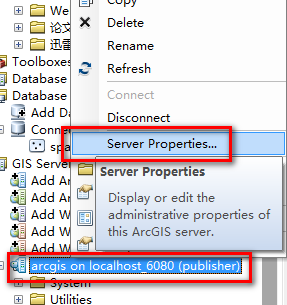 Copy
We
Delete
论文
Rename
迅雷
Refresh
Toolboxes
Database
Connect
Database
Disconnect
Add Da
Conne
Server Properties...
spa
GIS Server
Server Properties
Add Ar
Display or edit the
Add Ar
administrative properties of
Add Ar
this ArcGIS server.
Add W
arcgis on localhost_6080 (publisher)
System
Utilities